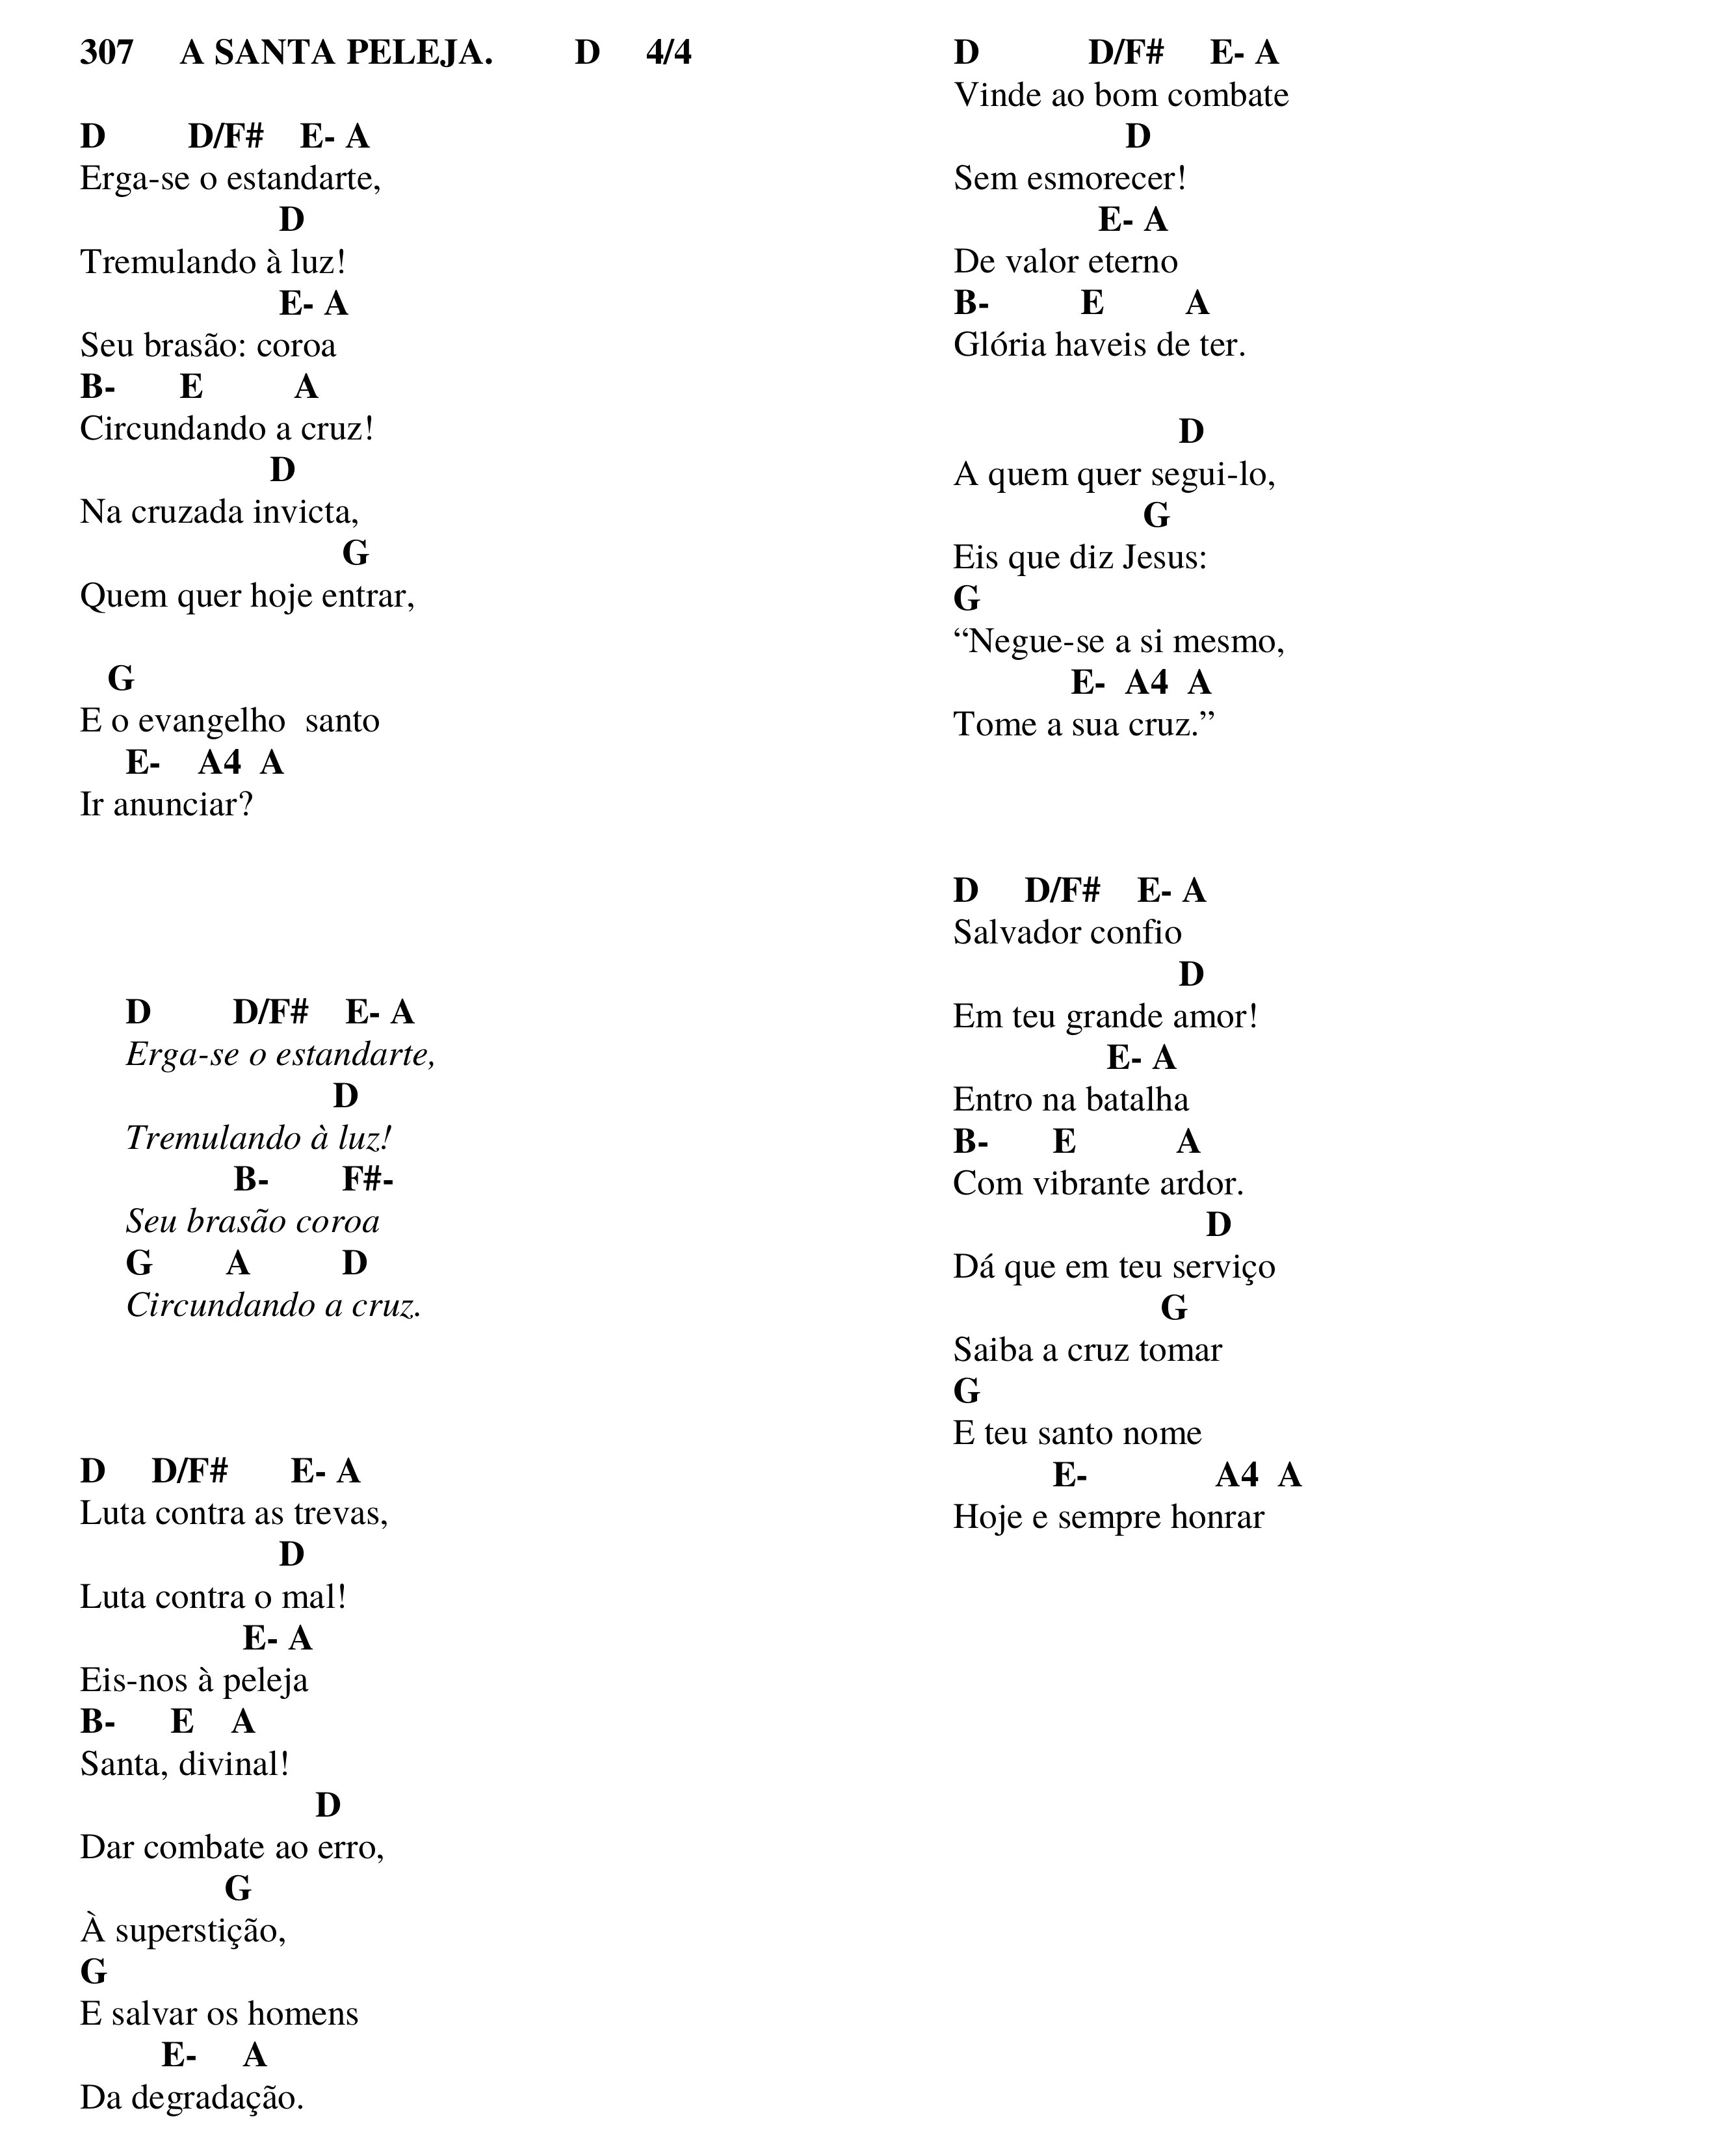 307 A SANTA PELEJA. D 4/4
D D/F# E- A
Erga-se o estandarte,
D
Tremulando à luz!
E- A
Seu brasão: coroa
B- E A
Circundando a cruz!
D
Na cruzada invicta,
G
Quem quer hoje entrar,
G
E o evangelho santo
E- A4 A
Ir anunciar?
D D/F# E- A
Erga-se o estandarte,
D
Tremulando à luz!
B- F#-
Seu brasão coroa
G A D
Circundando a cruz.
D D/F# E- A
Luta contra as trevas,
D
Luta contra o mal!
E- A
Eis-nos à peleja
B- E A
Santa, divinal!
D
Dar combate ao erro,
G
À superstição,
G
E salvar os homens
E- A
Da degradação.
D D/F# E- A
Vinde ao bom combate
D
Sem esmorecer!
E- A
De valor eterno
B- E A
Glória haveis de ter.
D
A quem quer segui-lo,
G
Eis que diz Jesus:
G
“Negue-se a si mesmo,
E- A4 A
Tome a sua cruz.”
D D/F# E- A
Salvador confio
D
Em teu grande amor!
E- A
Entro na batalha
B- E A
Com vibrante ardor.
D
Dá que em teu serviço
G
Saiba a cruz tomar
G
E teu santo nome
E- A4 A
Hoje e sempre honrar